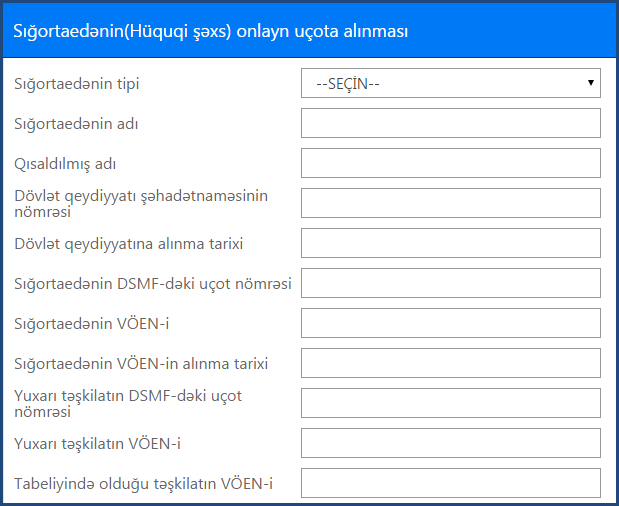 Sığortaedənin(Hüquqi şəxs) onlayn uçota alınması
Sığortaedənin tipi
--SEÇİN--
Sığortaedənin adı
Qısaldılmış adı
Dövlət qeydiyyatı şəhadətnaməsinin
nömrəsi
Dövlət qeydiyyatına alınma tarixi
Sığortaedənin DSMF-dəki uçot nömrəsi
Sığortaedənin VÖEN-i
Sığortaedənin VÖEN-in alınma tarixi
Yuxarı təşkilatın DSMF-dəki uçot
nömrəsi
Yuxarı təşkilatın VÖEN-i
Tabeliyində olduğu təşkilatın VÖEN-i